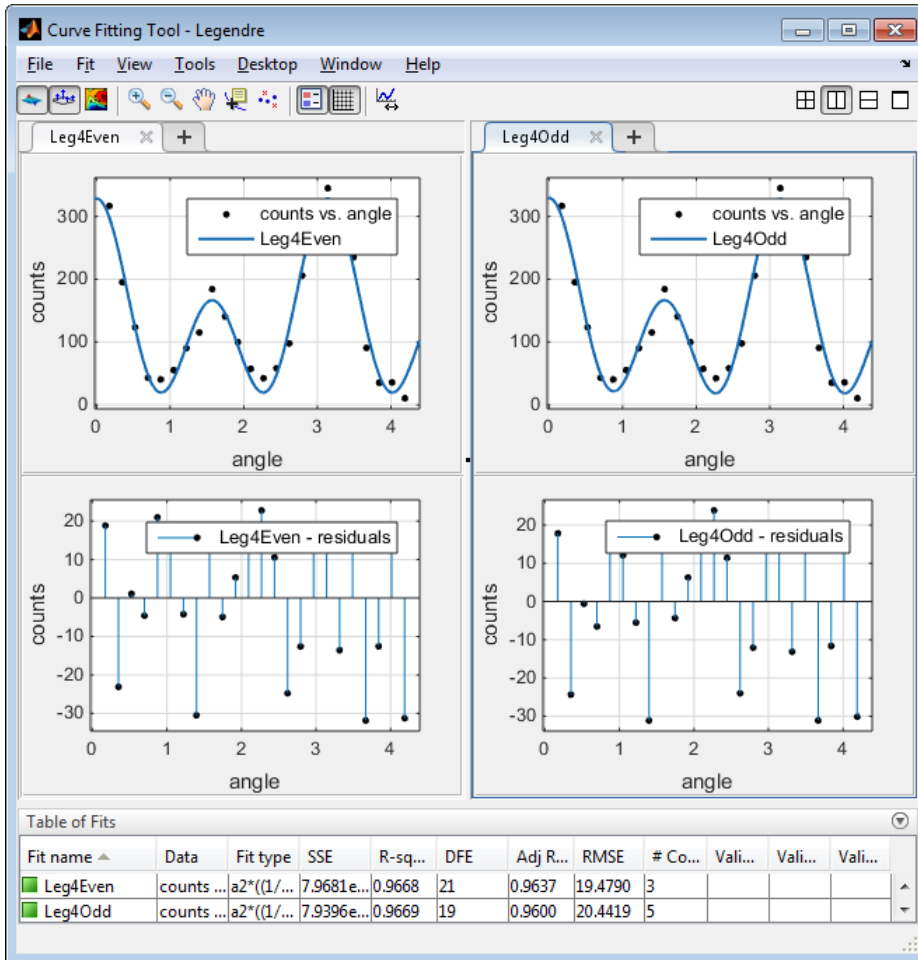 Curve Fitting Tool - Legendre
File Fit View Tools Desktop Window Help
Leg4Even
Leg4Odd
counts vs. angle
Leg4Even
300
200
100
0
counts
0 1 2 3 4
angle
counts vs. angle
Leg4Odd
300
200
100
0
counts
0 1 2 3 4
angle
Leg4Even - residuals
20
10
0
-10
-20
-30
counts
0 1 2 3 4
angle
Leg4Odd - residuals
20
10
0
-10
-20
-30
counts
0 1 2 3 4
angle
Table of Fits
Fit name Data Fit type SSE R-sq... DFE Adj R... RMSE # Co... Vali... Vali... Vali...
Leg4Even counts ... a2*((1/... 7.9681e... 0.9668 21 0.9637 19.4790 3
Leg4Odd counts ... a2*((1/... 7.9396e... 0.9669 19 0.9600 20.4419 5